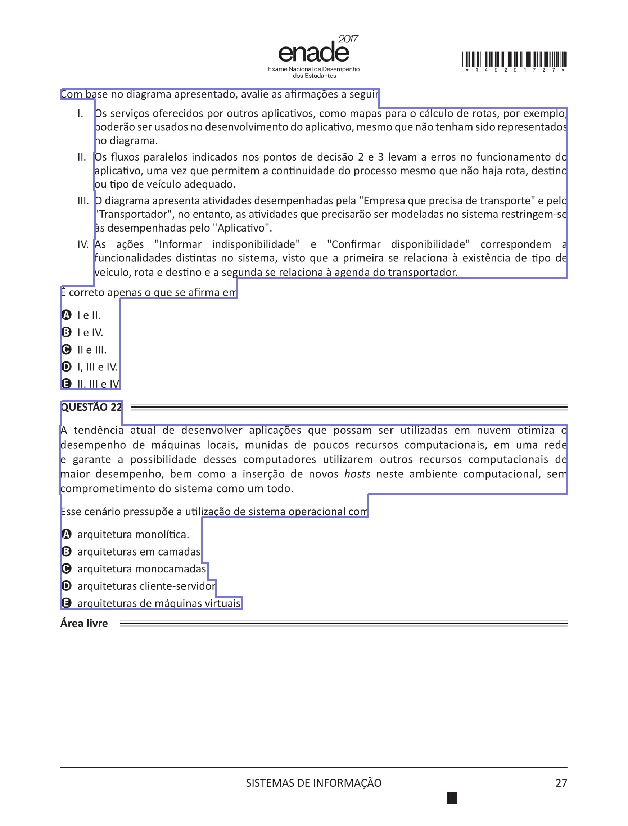 enade 2017
Exame Nacional de Desempenho
dos Estudantes
*R4020172 7*
Com base no diagrama apresentado, avalie as afirmações a seguir
I. Os serviços oferecidos por outros aplicativos, como mapas para o cálculo de rotas, por exemplo,
poderão ser usados no desenvolvimento do aplicativo, mesmo que não tenham sido representados
no diagrama.
II. Os fluxos paralelos indicados nos pontos de decisão 2 e 3 levam a erros no funcionamento do
aplicativo, uma vez que permitem a continuidade do processo mesmo que não haja rota, destino
ou tipo de veículo adequado.
III. O diagrama apresenta atividades desempenhadas pela "Empresa que precisa de transporte" e pelo
"Transportador", no entanto, as atividades que precisarão ser modeladas no sistema restringem-se
às desempenhadas pelo "Aplicativo".
IV. As ações "Informar indisponibilidade" e "Confirmar disponibilidade" correspondem a
funcionalidades distintas no sistema, visto que a primeira se relaciona à existência de tipo de
veículo, rota e destino e a segunda se relaciona à agenda do transportador.
É correto apenas o que se afirma em
A I e II.
B I e IV.
C II e III.
D I, III e IV.
E II, III e IV
QUESTÃO 22
A tendência atual de desenvolver aplicações que possam ser utilizadas em nuvem otimiza o
desempenho de máquinas locais, munidas de poucos recursos computacionais, em uma rede
e garante a possibilidade desses computadores utilizarem outros recursos computacionais de
maior desempenho, bem como a inserção de novos hosts neste ambiente computacional, sem
comprometimento do sistema como um todo.
Esse cenário pressupõe a utilização de sistema operacional com
A arquitetura monolítica.
B arquiteturas em camadas
C arquitetura monocamadas
D arquiteturas cliente-servidor
E arquiteturas de máquinas virtuais
Área livre
SISTEMAS DE INFORMAÇÃO 27